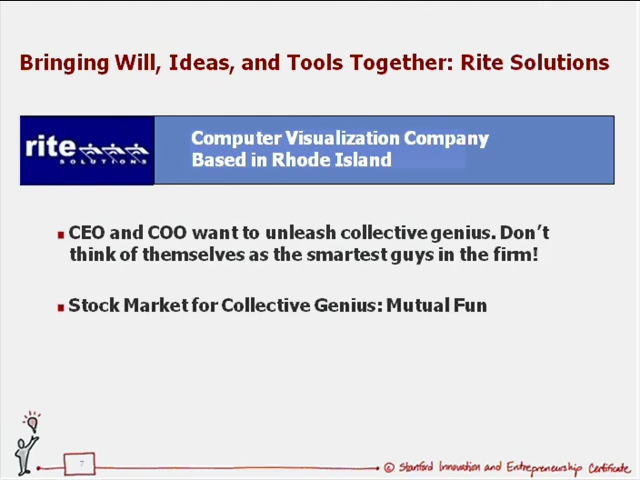 Bringing Will, Ideas, and Tools Together: Rite Solutions
rite
SOLUTIONS
Computer Visualization Company
Based in Rhode Island
CEO and COO want to unleash collective genius. Don't
think of themselves as the smartest guys in the firm!
Stock Market for Collective Genius: Mutual Fun
7
© Stanford Innovation and Entrepreneurship Certificate